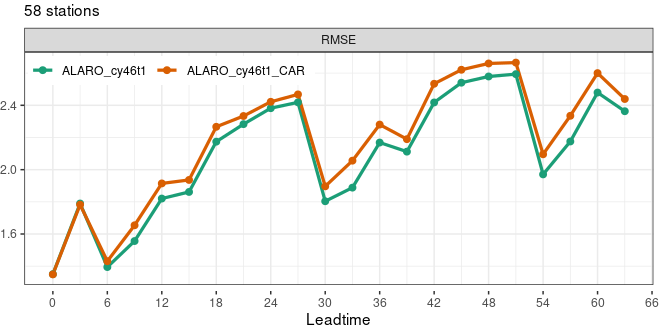 58 stations
RMSE
ALARO_cy46t1 ALARO_cy46t1_CAR
2.4
2.0
1.6
0 6 12 18 24 30 36 42 48 54 60 66
Leadtime